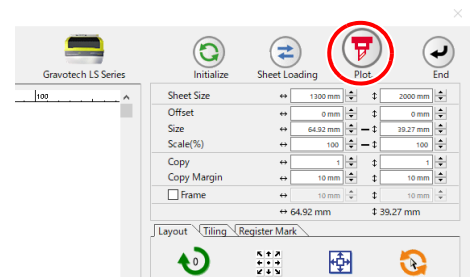 Gravotech LS Series Initialize Sheet Loading Plot End
100
Sheet Size 1300 mm 2000 mm
Offset 0 mm 0 mm
Size 64.92 mm 39.27 mm
Scale(%) 100 100
Copy 1 1
Copy Margin 10 mm 10 mm
Frame 10 mm 10 mm
64.92 mm 39.27 mm
Layout Tiling Register Mark
0